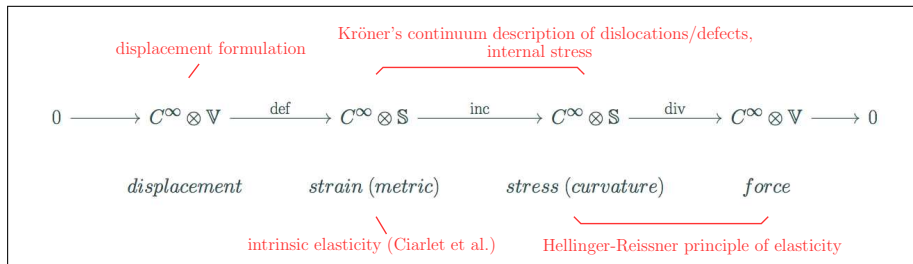 Kröner's continuum description of dislocations/defects,
displacement formulation
internal stress
0 ⟶ C^∞ ⊗ 𝕍 def ⟶ C^∞ ⊗ 𝕊 inc ⟶ C^∞ ⊗ 𝕊 div ⟶ C^∞ ⊗ 𝕍 ⟶ 0
displacement strain (metric) stress (curvature) force
intrinsic elasticity (Ciarlet et al.) Hellinger-Reissner principle of elasticity